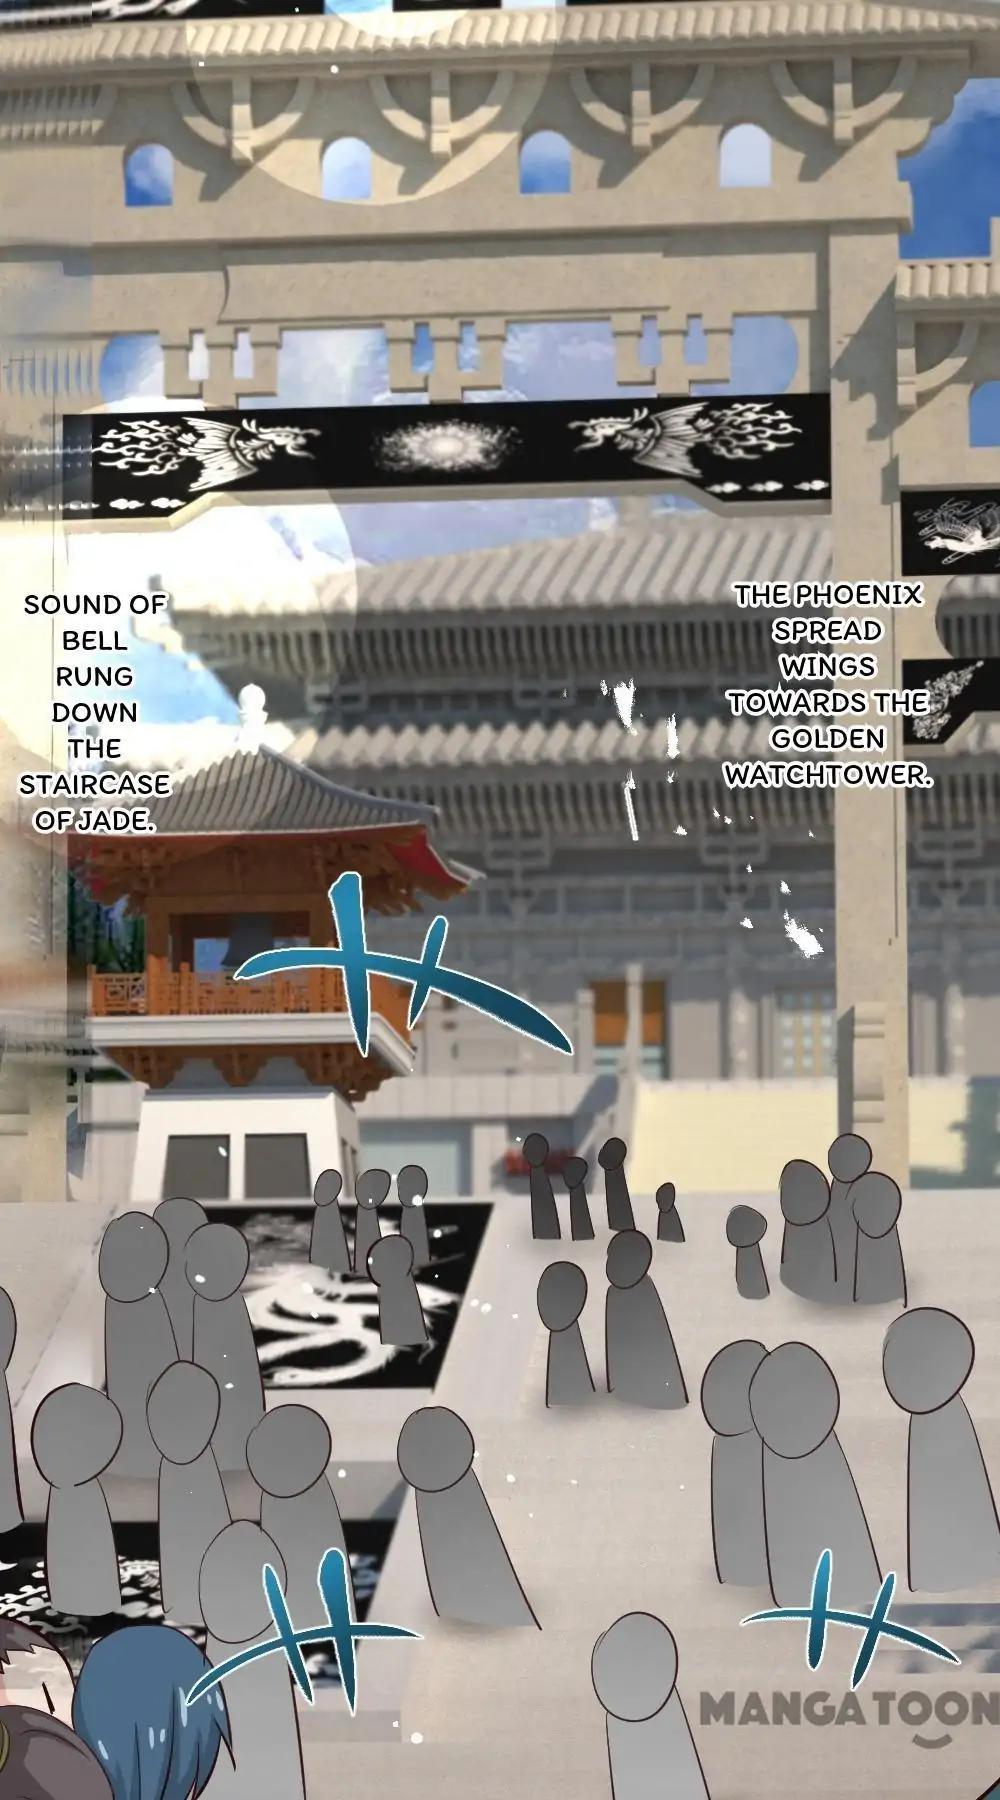 SOUND OF
BELL
RUNG
DOWN
THE
STAIRCASE
OF JADE.
THE PHOENIX
SPREAD
WINGS
TOWARDS THE
GOLDEN
WATCHTOWER.
MANGATOON